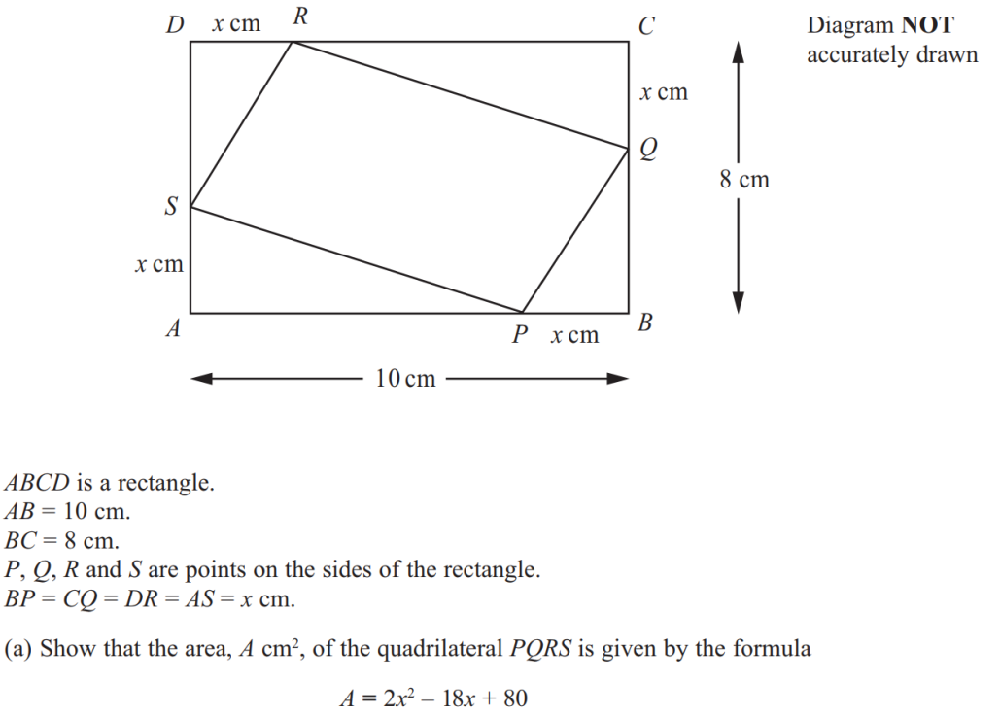 D x cm R C Diagram NOT
accurately drawn
x cm
Q
8 cm
S
x cm
A P x cm B
10 cm
ABCD is a rectangle.
AB = 10 cm.
BC = 8 cm.
P, Q, R and S are points on the sides of the rectangle.
BP = CQ = DR = AS = x cm.
(a) Show that the area, A cm², of the quadrilateral PQRS is given by the formula
A = 2x² – 18x + 80